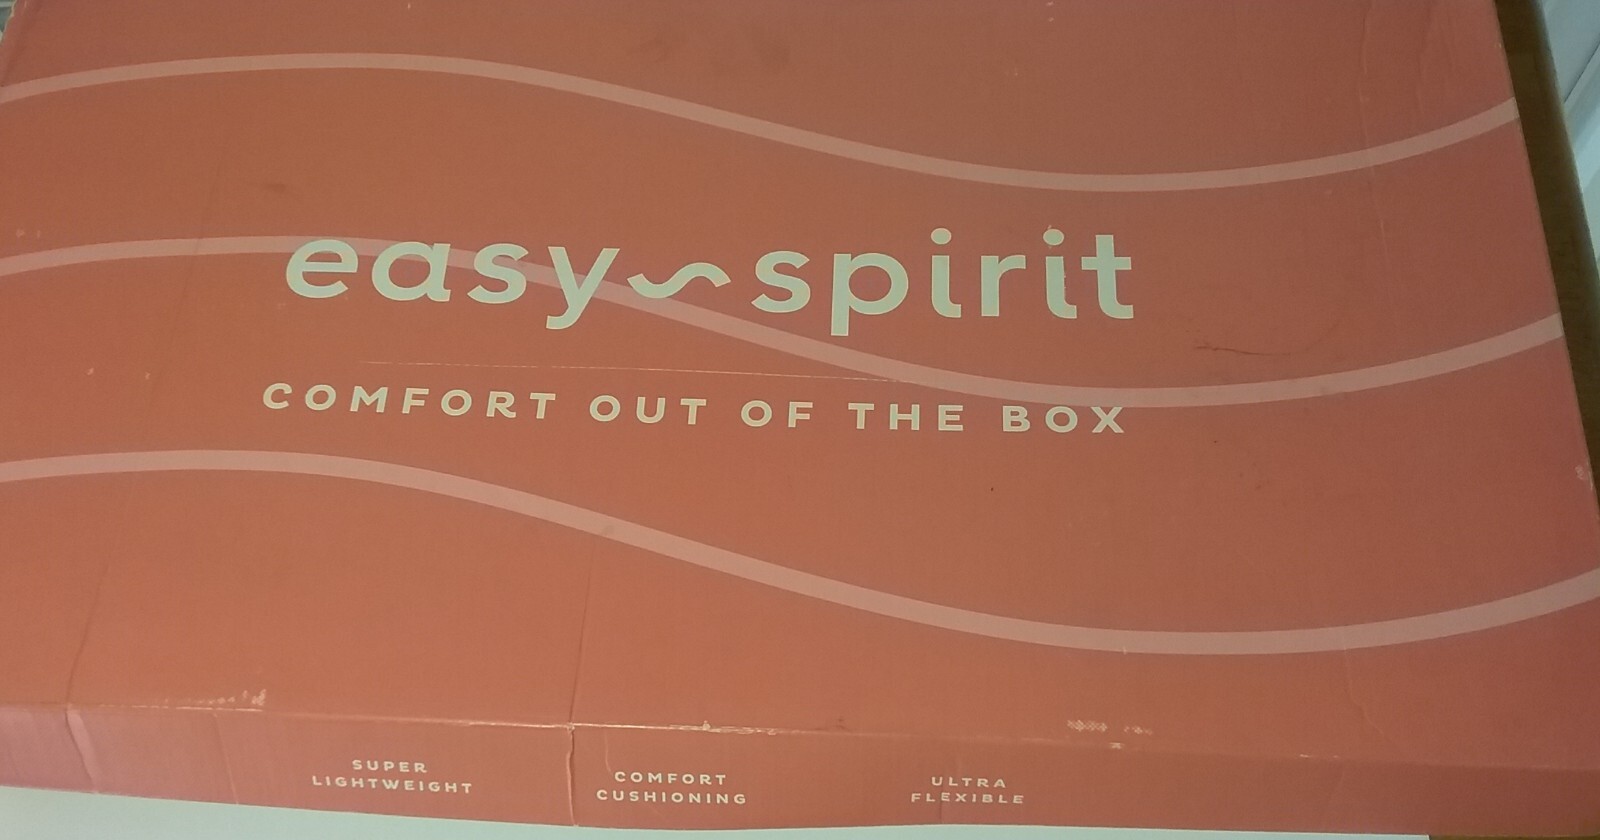 easy~spirit
COMFORT OUT OF THE BOX
SUPER
LIGHTWEIGHT
COMFORT
CUSHIONING
ULTRA
FLEXIBLE